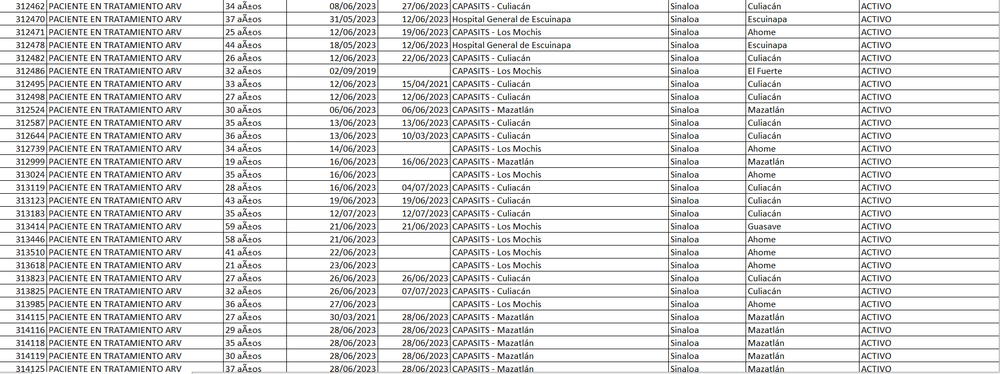 312462 PACIENTE EN TRATAMIENTO ARV 34 aÃ±os 08/06/2023 27/06/2023 CAPASITS - Culiacán Sinaloa Culiacán ACTIVO
312470 PACIENTE EN TRATAMIENTO ARV 37 aÃ±os 31/05/2023 12/06/2023 Hospital General de Escuinapa Sinaloa Escuinapa ACTIVO
312471 PACIENTE EN TRATAMIENTO ARV 25 aÃ±os 12/06/2023 19/06/2023 CAPASITS - Los Mochis Sinaloa Ahome ACTIVO
312478 PACIENTE EN TRATAMIENTO ARV 44 aÃ±os 18/05/2023 12/06/2023 Hospital General de Escuinapa Sinaloa Escuinapa ACTIVO
312482 PACIENTE EN TRATAMIENTO ARV 26 aÃ±os 12/06/2023 22/06/2023 CAPASITS - Culiacán Sinaloa Culiacán ACTIVO
312486 PACIENTE EN TRATAMIENTO ARV 32 aÃ±os 02/09/2019 CAPASITS - Los Mochis Sinaloa El Fuerte ACTIVO
312495 PACIENTE EN TRATAMIENTO ARV 33 aÃ±os 12/06/2023 15/04/2021 CAPASITS - Culiacán Sinaloa Culiacán ACTIVO
312498 PACIENTE EN TRATAMIENTO ARV 27 aÃ±os 12/06/2023 12/06/2023 CAPASITS - Culiacán Sinaloa Culiacán ACTIVO
312524 PACIENTE EN TRATAMIENTO ARV 30 aÃ±os 06/06/2023 06/06/2023 CAPASITS - Mazatlán Sinaloa Mazatlán ACTIVO
312587 PACIENTE EN TRATAMIENTO ARV 35 aÃ±os 13/06/2023 13/06/2023 CAPASITS - Culiacán Sinaloa Culiacán ACTIVO
312644 PACIENTE EN TRATAMIENTO ARV 36 aÃ±os 13/06/2023 10/03/2023 CAPASITS - Culiacán Sinaloa Culiacán ACTIVO
312739 PACIENTE EN TRATAMIENTO ARV 34 aÃ±os 14/06/2023 CAPASITS - Los Mochis Sinaloa Ahome ACTIVO
312999 PACIENTE EN TRATAMIENTO ARV 19 aÃ±os 16/06/2023 16/06/2023 CAPASITS - Mazatlán Sinaloa Mazatlán ACTIVO
313024 PACIENTE EN TRATAMIENTO ARV 35 aÃ±os 16/06/2023 CAPASITS - Los Mochis Sinaloa Ahome ACTIVO
313119 PACIENTE EN TRATAMIENTO ARV 28 aÃ±os 16/06/2023 04/07/2023 CAPASITS - Culiacán Sinaloa Culiacán ACTIVO
313123 PACIENTE EN TRATAMIENTO ARV 43 aÃ±os 19/06/2023 19/06/2023 CAPASITS - Culiacán Sinaloa Culiacán ACTIVO
313183 PACIENTE EN TRATAMIENTO ARV 35 aÃ±os 12/07/2023 12/07/2023 CAPASITS - Culiacán Sinaloa Culiacán ACTIVO
313414 PACIENTE EN TRATAMIENTO ARV 59 aÃ±os 21/06/2023 21/06/2023 CAPASITS - Los Mochis Sinaloa Guasave ACTIVO
313446 PACIENTE EN TRATAMIENTO ARV 58 aÃ±os 21/06/2023 CAPASITS - Los Mochis Sinaloa Ahome ACTIVO
313510 PACIENTE EN TRATAMIENTO ARV 41 aÃ±os 22/06/2023 CAPASITS - Los Mochis Sinaloa Ahome ACTIVO
313618 PACIENTE EN TRATAMIENTO ARV 21 aÃ±os 23/06/2023 CAPASITS - Los Mochis Sinaloa Ahome ACTIVO
313823 PACIENTE EN TRATAMIENTO ARV 27 aÃ±os 26/06/2023 26/06/2023 CAPASITS - Culiacán Sinaloa Culiacán ACTIVO
313825 PACIENTE EN TRATAMIENTO ARV 32 aÃ±os 26/06/2023 07/07/2023 CAPASITS - Culiacán Sinaloa Culiacán ACTIVO
313985 PACIENTE EN TRATAMIENTO ARV 36 aÃ±os 27/06/2023 CAPASITS - Los Mochis Sinaloa Ahome ACTIVO
314115 PACIENTE EN TRATAMIENTO ARV 27 aÃ±os 30/03/2021 28/06/2023 CAPASITS - Mazatlán Sinaloa Mazatlán ACTIVO
314116 PACIENTE EN TRATAMIENTO ARV 29 aÃ±os 28/06/2023 28/06/2023 CAPASITS - Mazatlán Sinaloa Mazatlán ACTIVO
314118 PACIENTE EN TRATAMIENTO ARV 35 aÃ±os 28/06/2023 28/06/2023 CAPASITS - Mazatlán Sinaloa Mazatlán ACTIVO
314119 PACIENTE EN TRATAMIENTO ARV 30 aÃ±os 28/06/2023 28/06/2023 CAPASITS - Mazatlán Sinaloa Mazatlán ACTIVO
314125 PACIENTE EN TRATAMIENTO ARV 37 aÃ±os 28/06/2023 28/06/2023 CAPASITS - Mazatlán Sinaloa Mazatlán ACTIVO